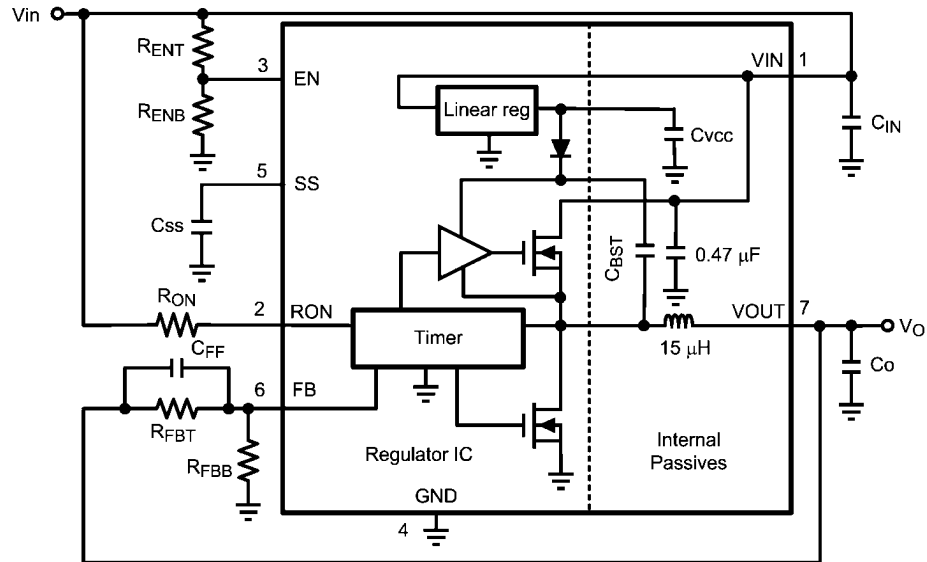 Vin
RENT
3
EN
RENB
5
SS
Css
RON
2
RON
CFF
6
FB
RFBT
RFBB
Linear reg
VIN
1
Cvcc
CIN
CBST
0.47 μF
VOUT
7
VO
15 μH
Co
Timer
Regulator IC
Internal
Passives
GND
4